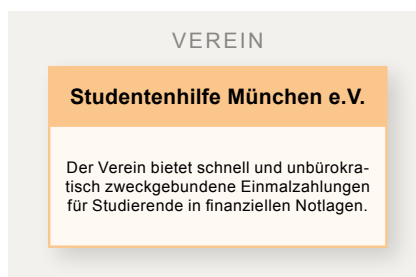 VEREIN
Studentenhilfe München e.V.
Der Verein bietet schnell und unbürokra-
tisch zweckgebundene Einmalzahlungen
für Studierende in finanziellen Notlagen.